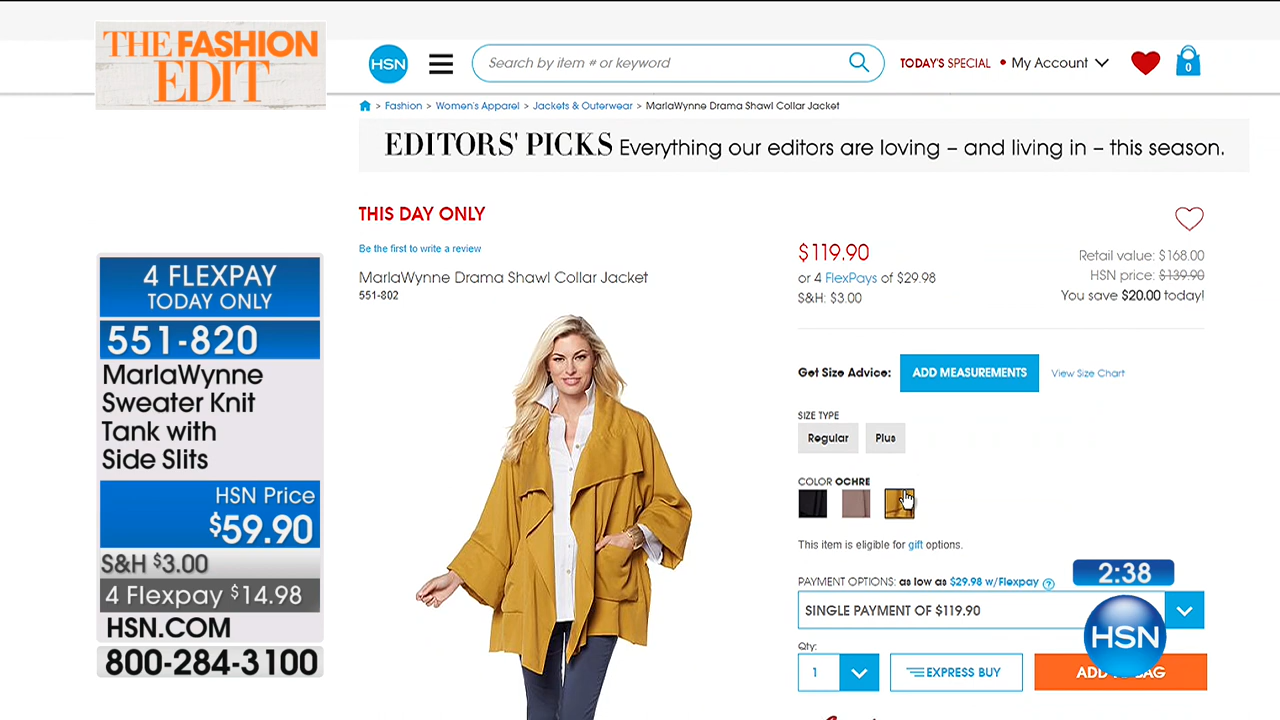 THE FASHION
EDIT
HSN
Search by item # or keyword
TODAY'S SPECIAL • My Account
0
> Fashion > Women's Apparel > Jackets & Outerwear > MarlaWynne Drama Shawl Collar Jacket
EDITORS' PICKS Everything our editors are loving – and living in – this season.
THIS DAY ONLY
Be the first to write a review
MarlaWynne Drama Shawl Collar Jacket
551-802
$119.90
or 4 FlexPays of $29.98
S&H: $3.00
Retail value: $168.00
HSN price: $139.90
You save $20.00 today!
Get Size Advice:
ADD MEASUREMENTS
View Size Chart
SIZE TYPE
Regular
Plus
COLOR OCHRE
This item is eligible for gift options.
PAYMENT OPTIONS: as low as $29.98 w/Flexpay ?
SINGLE PAYMENT OF $119.90
Qty:
1
EXPRESS BUY
ADD BAG
4 FLEXPAY
TODAY ONLY
551-820
MarlaWynne
Sweater Knit
Tank with
Side Slits
HSN Price
$59.90
S&H $3.00
4 Flexpay $14.98
HSN.COM
800-284-3100
2:38
HSN